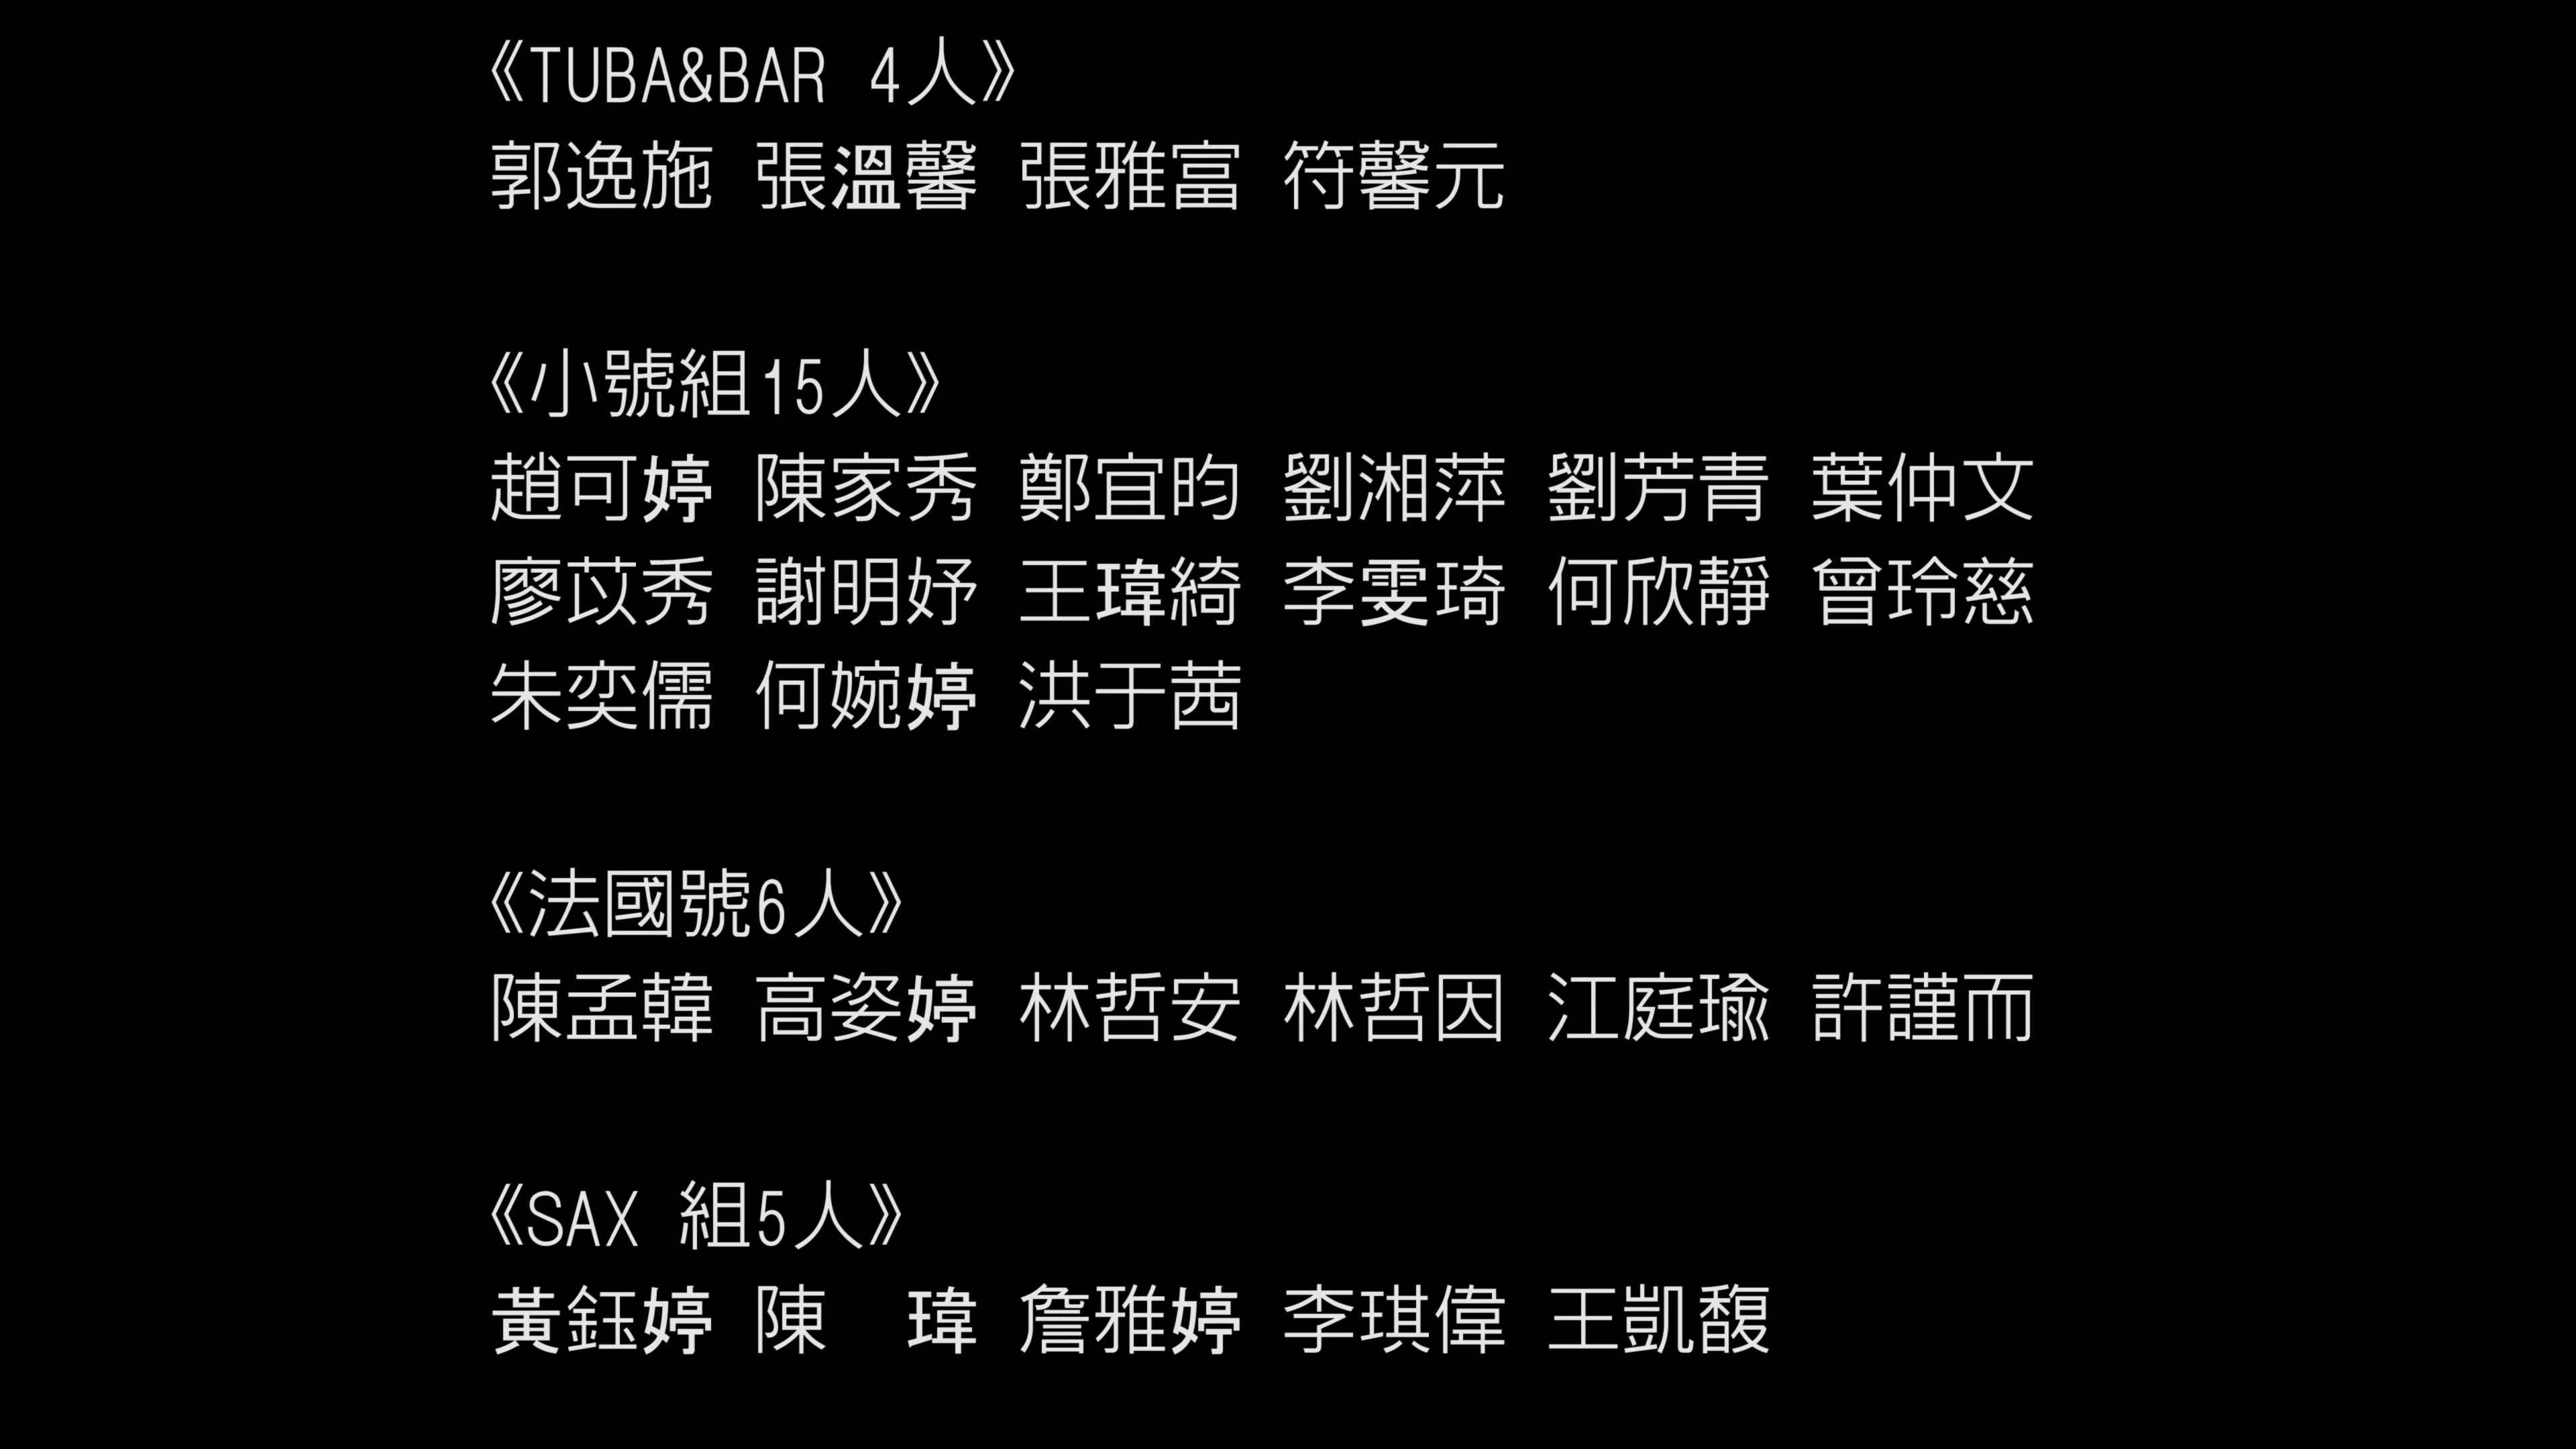 《TUBA&BAR 4人》
郭逸施 張溫馨 張雅富 符馨元
《小號組15人》
趙可婷 陳家秀 鄭宜昀 劉湘萍 劉芳青 葉仲文
廖苡秀 謝明妤 王瑋綺 李雯琦 何欣靜 曾玲慈
朱奕儒 何婉婷 洪于茜
《法國號6人》
陳孟韓 高姿婷 林哲安 林哲因 江庭瑜 許謹而
《SAX 組5人》
黃鈺婷 陳　瑋 詹雅婷 李琪偉 王凱馥